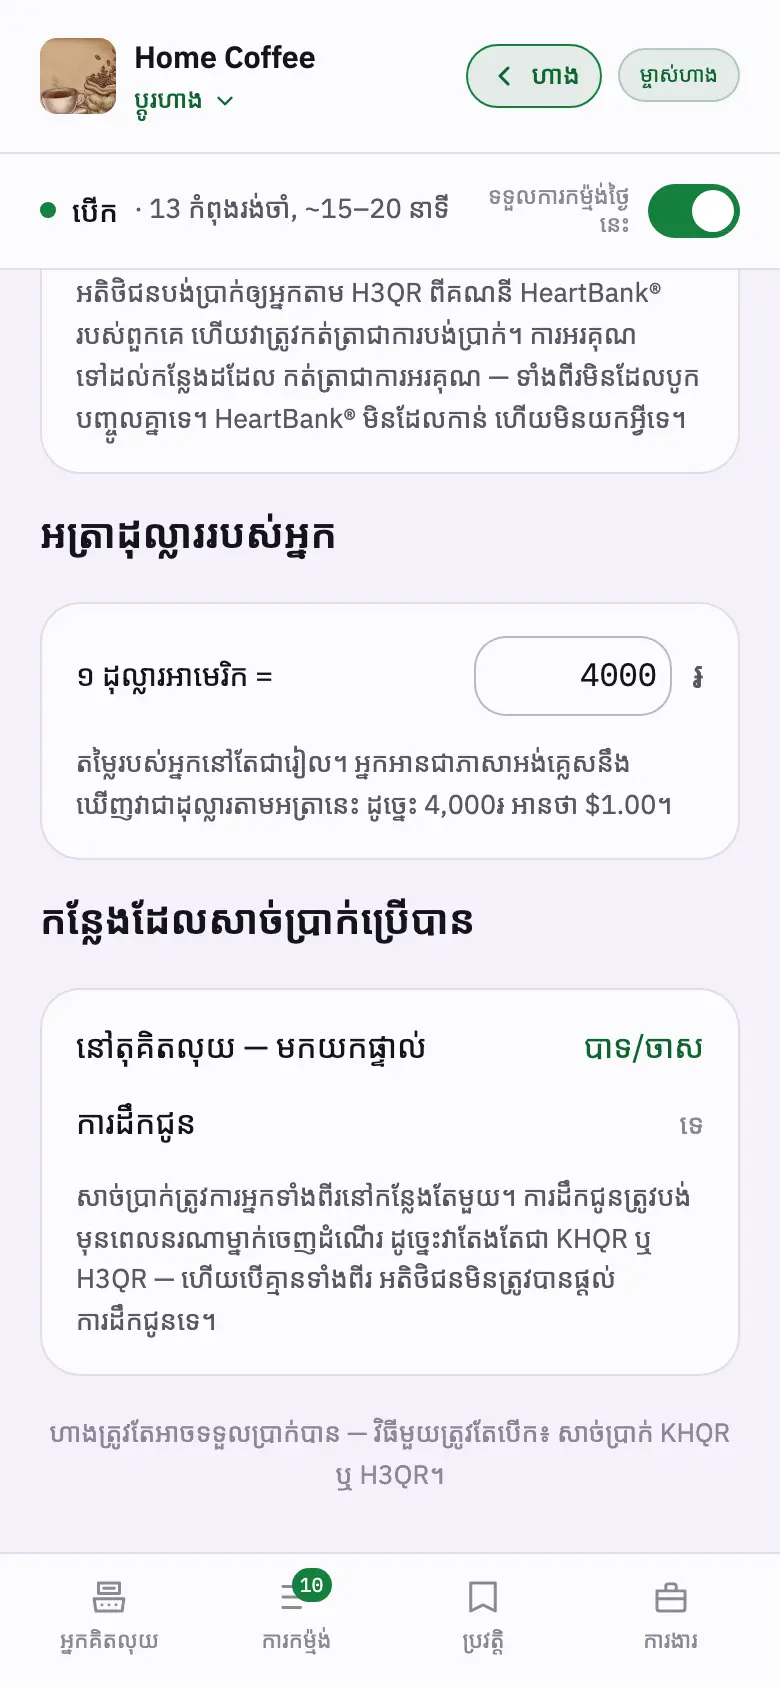 Home Coffee
ប្តូរហាង
ហាង
ម្ចាស់ហាង
បើក · 13 កំពុងរង់ចាំ, ~15–20 នាទី
ទទួលការកម្ម៉ង់ថ្ងៃ
នេះ
អតិថិជនបង់ប្រាក់ឲ្យអ្នកតាម H3QR ពីគណនី HeartBank®
របស់ពួកគេ ហើយវាត្រូវកត់ត្រាជាការបង់ប្រាក់។ ការអរគុណ
ទៅដល់កន្លែងដដែល កត់ត្រាជាការអរគុណ — ទាំងពីរមិនដែលបូក
បញ្ចូលគ្នាទេ។ HeartBank® មិនដែលកាន់ ហើយមិនយកអ្វីទេ។
អត្រាដុល្លាររបស់អ្នក
១ ដុល្លារអាមេរិក =
4000
៛
តម្លៃរបស់អ្នកនៅតែជារៀល។ អ្នកអានជាភាសាអង់គ្លេសនឹង
ឃើញវាជាដុល្លារតាមអត្រានេះ ដូច្នេះ 4,000៛ អានថា $1.00។
កន្លែងដែលសាច់ប្រាក់ប្រើបាន
នៅតុគិតលុយ — មកយកផ្ទាល់
បាទ/ចាស
ការដឹកជូន
ទេ
សាច់ប្រាក់ត្រូវការអ្នកទាំងពីរនៅកន្លែងតែមួយ។ ការដឹកជូនត្រូវបង់
មុនពេលនរណាម្នាក់ចេញដំណើរ ដូច្នេះវាតែងតែជា KHQR ឬ
H3QR — ហើយបើគ្មានទាំងពីរ អតិថិជនមិនត្រូវបានផ្តល់
ការដឹកជូនទេ។
ហាងត្រូវតែអាចទទួលប្រាក់បាន — វិធីមួយត្រូវតែបើក៖ សាច់ប្រាក់ KHQR
ឬ H3QR។
10
អ្នកគិតលុយ
ការកម្ម៉ង់
ប្រវត្តិ
ការងារ